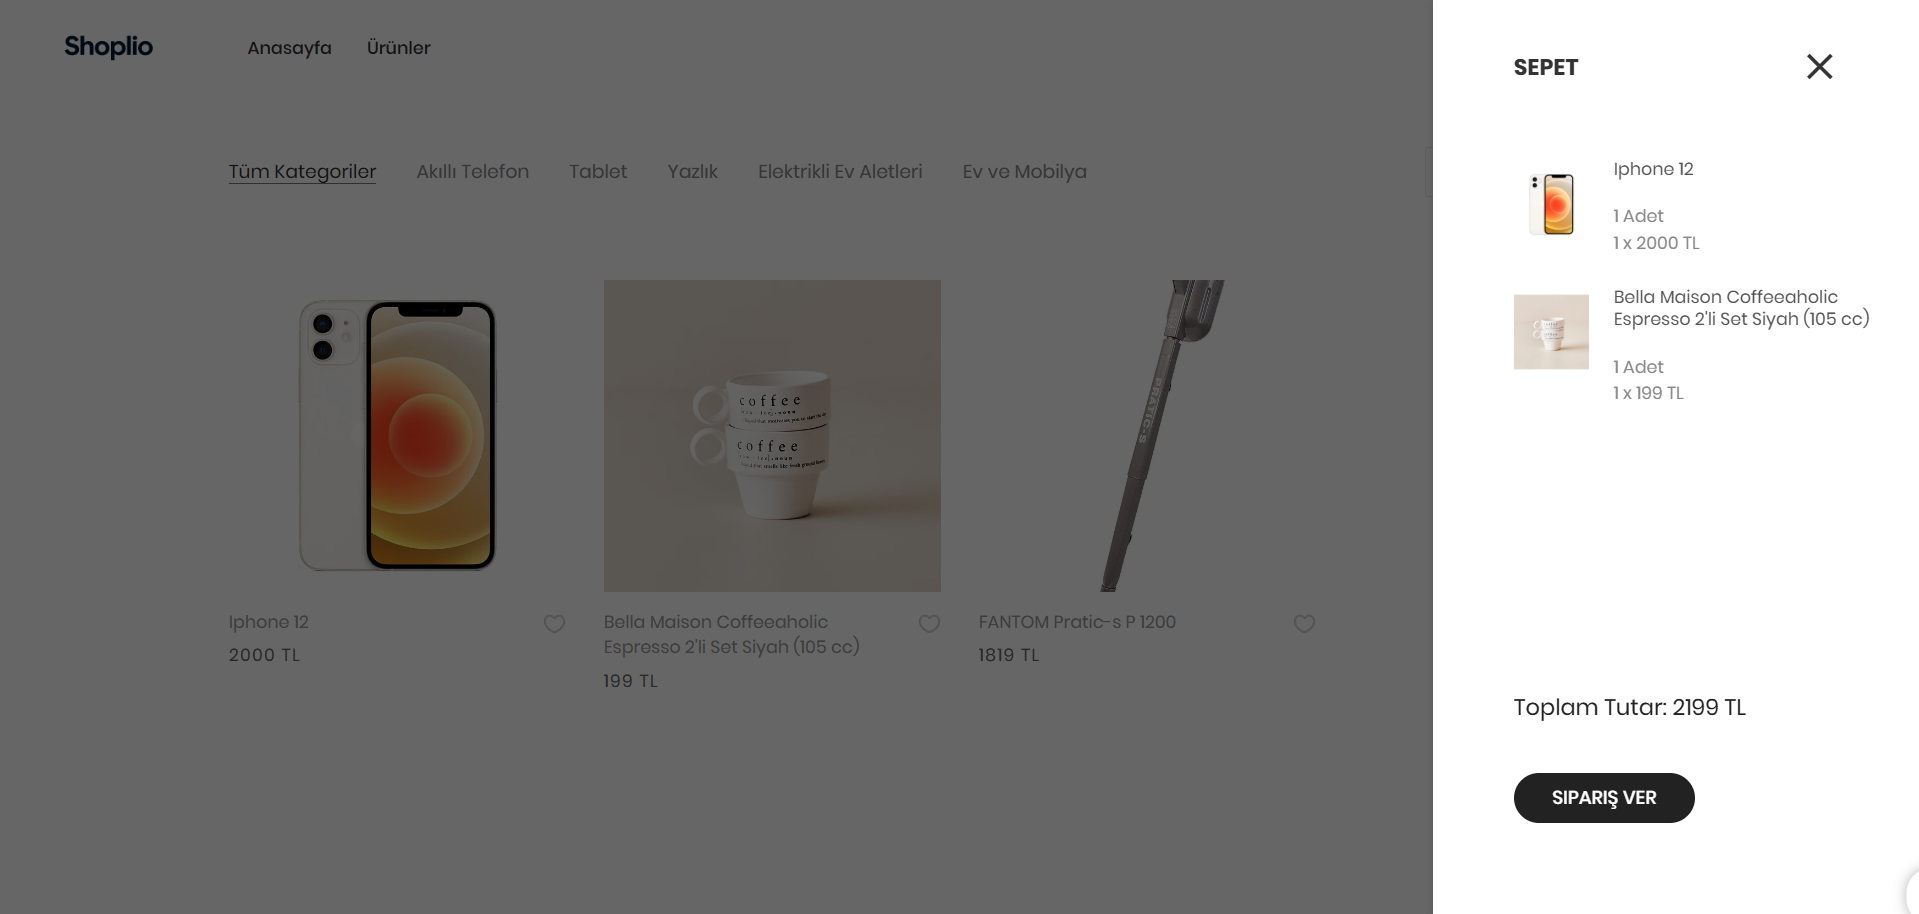 Shoplio
Anasayfa
Ürünler
Tüm Kategoriler
Akıllı Telefon
Tablet
Yazlık
Elektrikli Ev Aletleri
Ev ve Mobilya
coffee
coffee
PRATIC-S
Iphone 12
2000 TL
Bella Maison Coffeeaholic
Espresso 2'li Set Siyah (105 cc)
199 TL
FANTOM Pratic-s P 1200
1819 TL
SEPET
Iphone 12
1 Adet
1 x 2000 TL
Bella Maison Coffeeaholic
Espresso 2'li Set Siyah (105 cc)
1 Adet
1 x 199 TL
Toplam Tutar: 2199 TL
SIPARIŞ VER